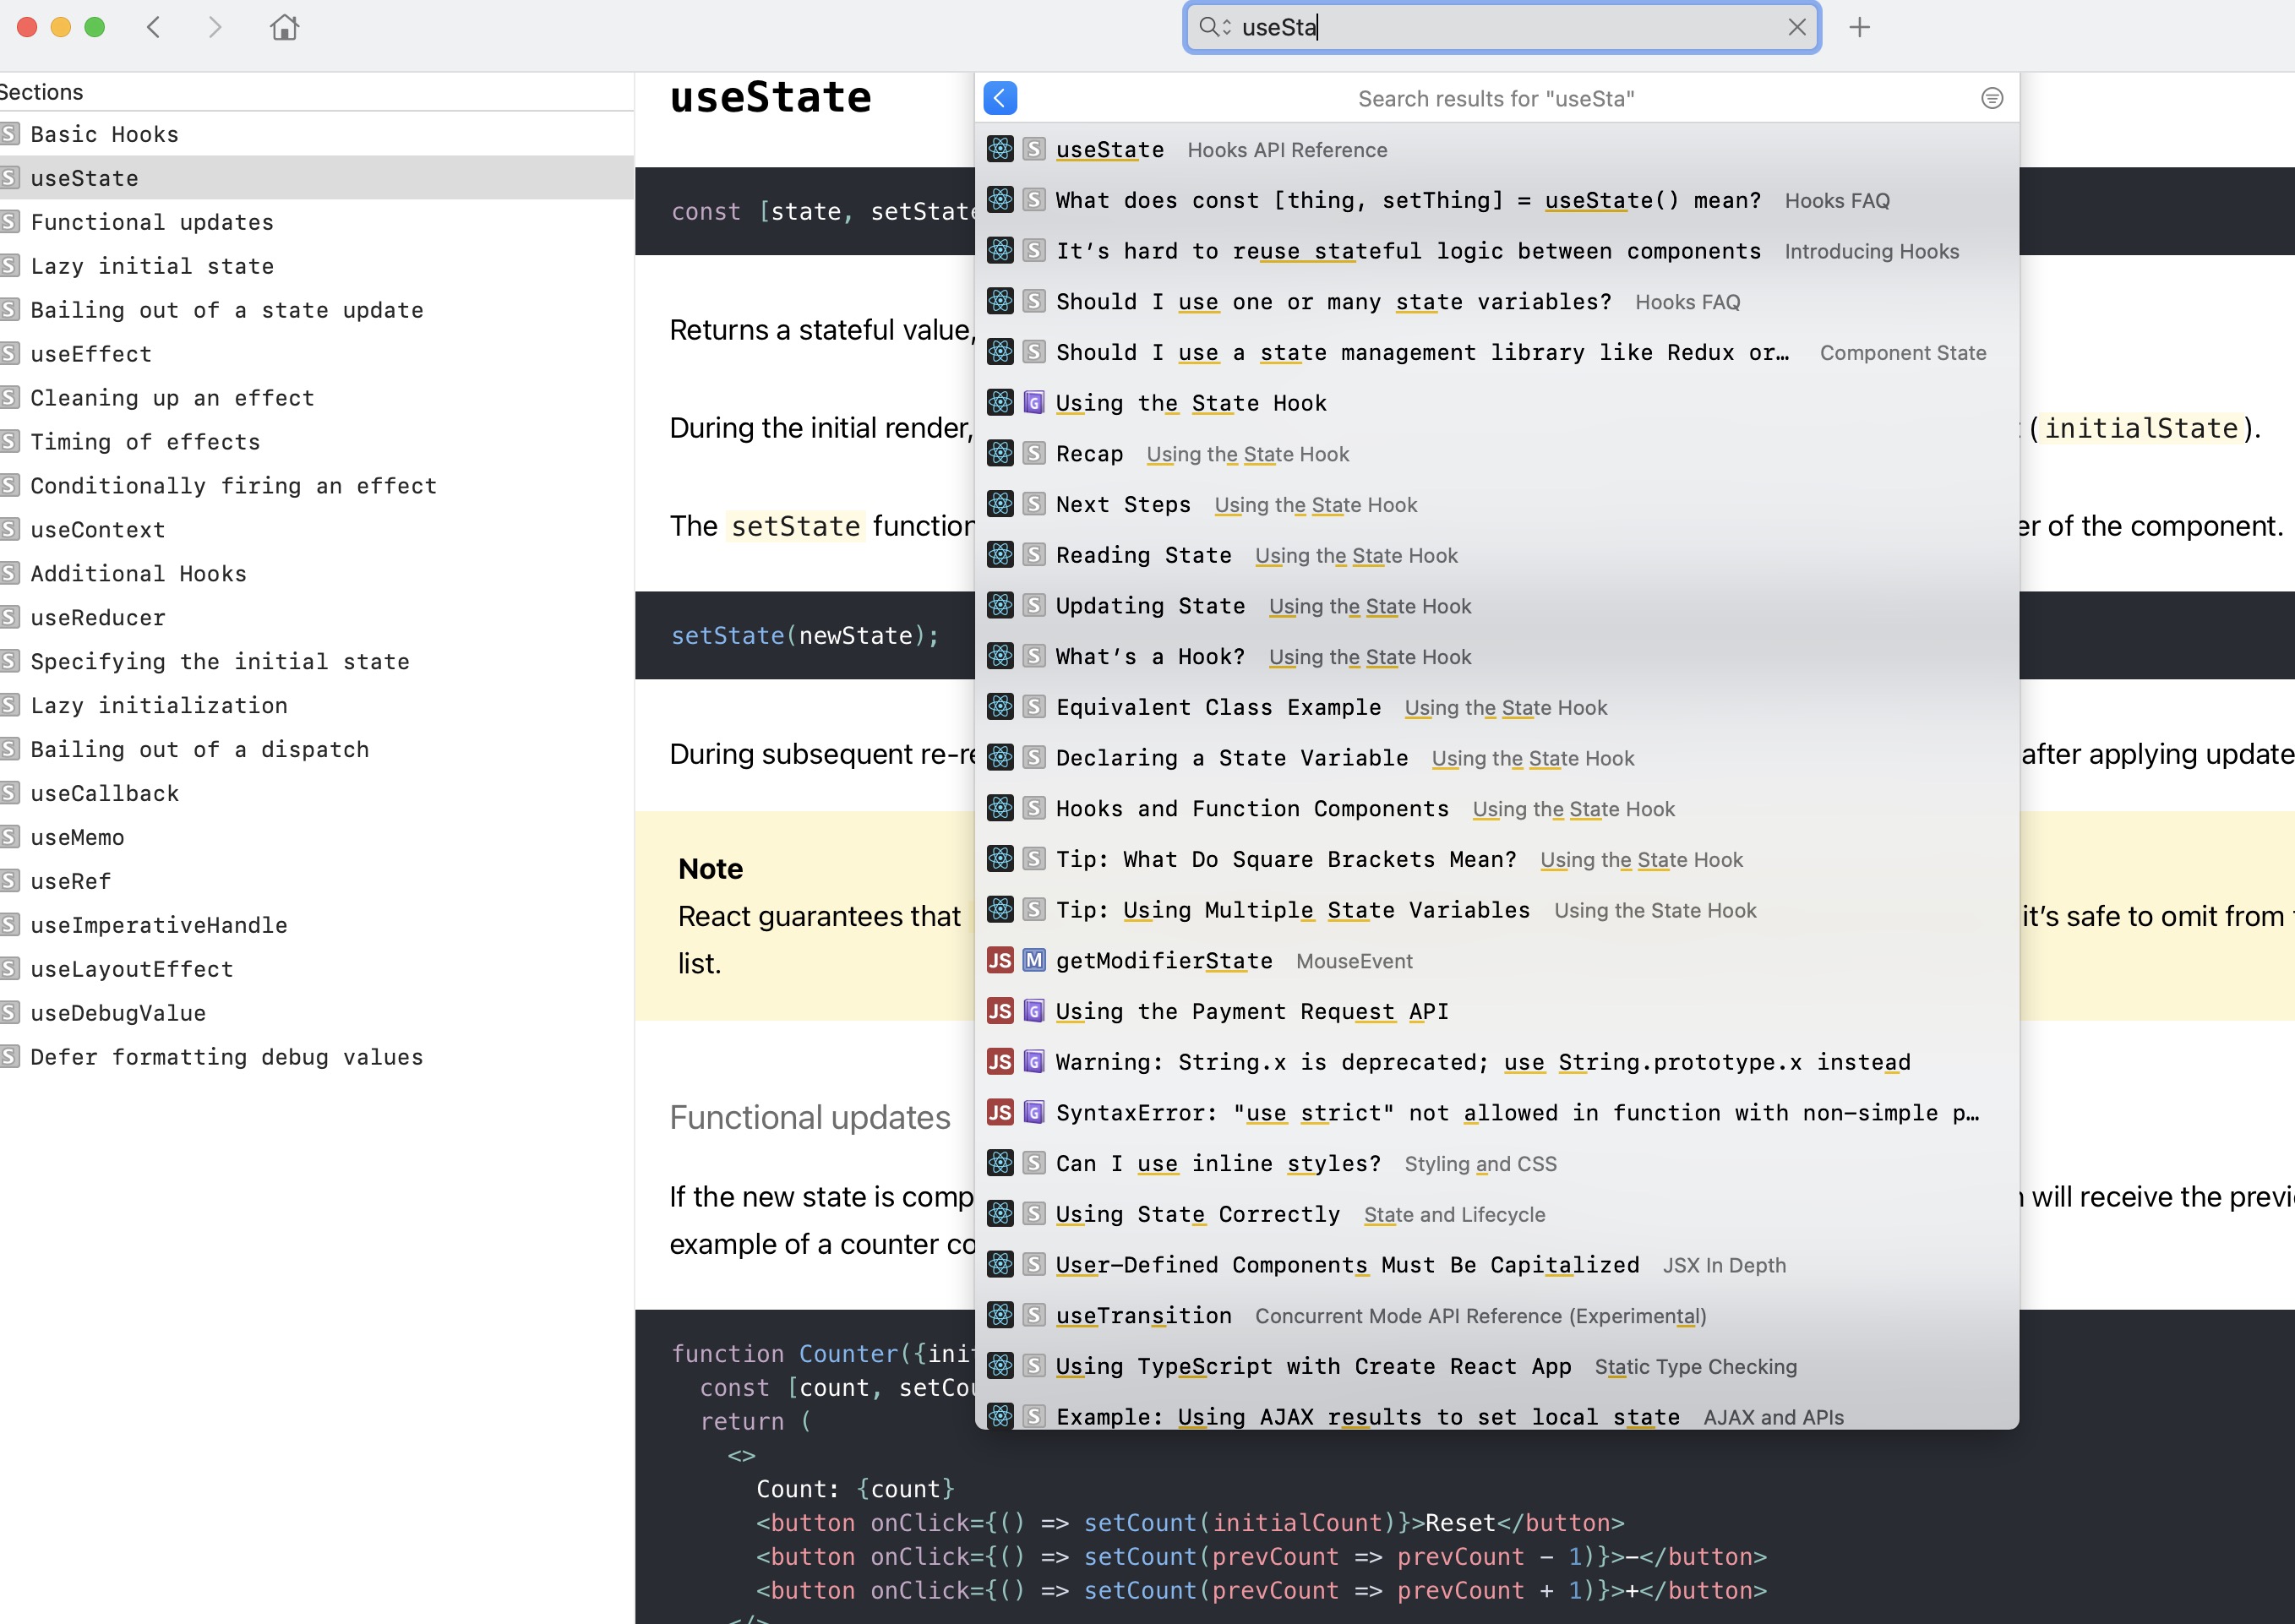 useSta
Sections
S Basic Hooks
S useState
S Functional updates
S Lazy initial state
S Bailing out of a state update
S useEffect
S Cleaning up an effect
S Timing of effects
S Conditionally firing an effect
S useContext
S Additional Hooks
S useReducer
S Specifying the initial state
S Lazy initialization
S Bailing out of a dispatch
S useCallback
S useMemo
S useRef
S useImperativeHandle
S useLayoutEffect
S useDebugValue
S Defer formatting debug values
useState
const [state, setState
Returns a stateful value,
During the initial render,
(initialState).
The setState function
er of the component.
setState(newState);
During subsequent re-re
after applying update
Note
React guarantees that
it’s safe to omit from
list.
Functional updates
If the new state is comp
will receive the previ
example of a counter co
function Counter({init
const [count, setCou
return (
<>
Count: {count}
<button onClick={() => setCount(initialCount)}>Reset</button>
<button onClick={() => setCount(prevCount => prevCount - 1)}>-</button>
<button onClick={() => setCount(prevCount => prevCount + 1)}>+</button>
</>
Search results for "useSta"
S useState Hooks API Reference
S What does const [thing, setThing] = useState() mean? Hooks FAQ
S It’s hard to reuse stateful logic between components Introducing Hooks
S Should I use one or many state variables? Hooks FAQ
S Should I use a state management library like Redux or… Component State
G Using the State Hook
S Recap Using the State Hook
S Next Steps Using the State Hook
S Reading State Using the State Hook
S Updating State Using the State Hook
S What’s a Hook? Using the State Hook
S Equivalent Class Example Using the State Hook
S Declaring a State Variable Using the State Hook
S Hooks and Function Components Using the State Hook
S Tip: What Do Square Brackets Mean? Using the State Hook
S Tip: Using Multiple State Variables Using the State Hook
JS M getModifierState MouseEvent
JS G Using the Payment Request API
JS G Warning: String.x is deprecated; use String.prototype.x instead
JS G SyntaxError: "use strict" not allowed in function with non-simple p…
S Can I use inline styles? Styling and CSS
S Using State Correctly State and Lifecycle
S User-Defined Components Must Be Capitalized JSX In Depth
S useTransition Concurrent Mode API Reference (Experimental)
S Using TypeScript with Create React App Static Type Checking
S Example: Using AJAX results to set local state AJAX and APIs